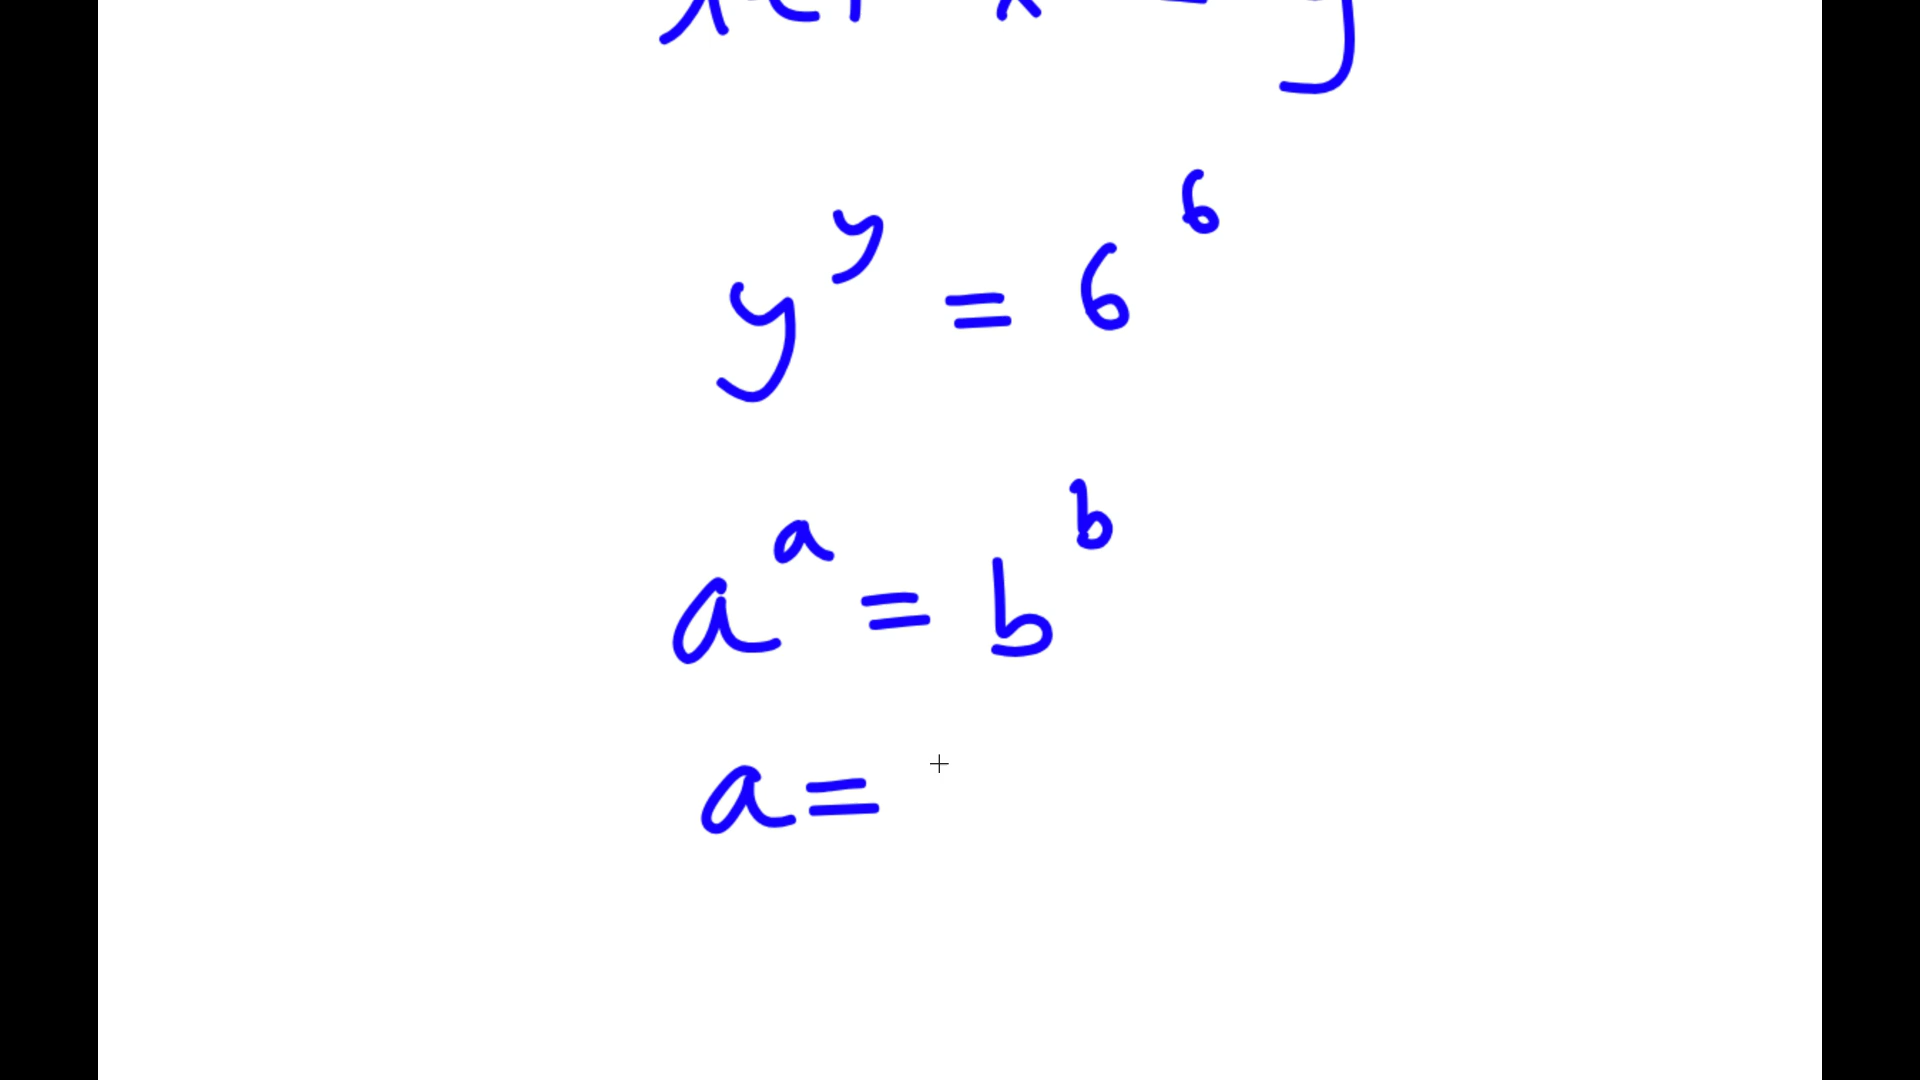 y^y = 6^6
a^a = b^b
a =